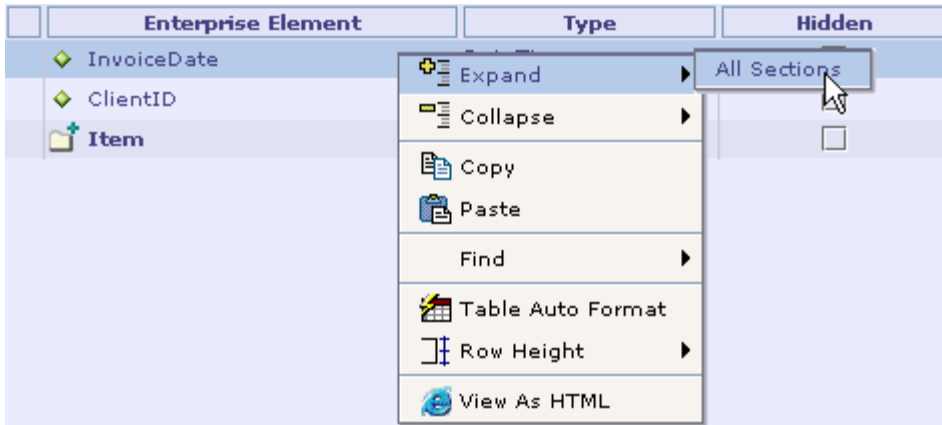 Enterprise Element Type Hidden
InvoiceDate
Expand All Sections
ClientID
Collapse
Item
Copy
Paste
Find
Table Auto Format
Row Height
View As HTML